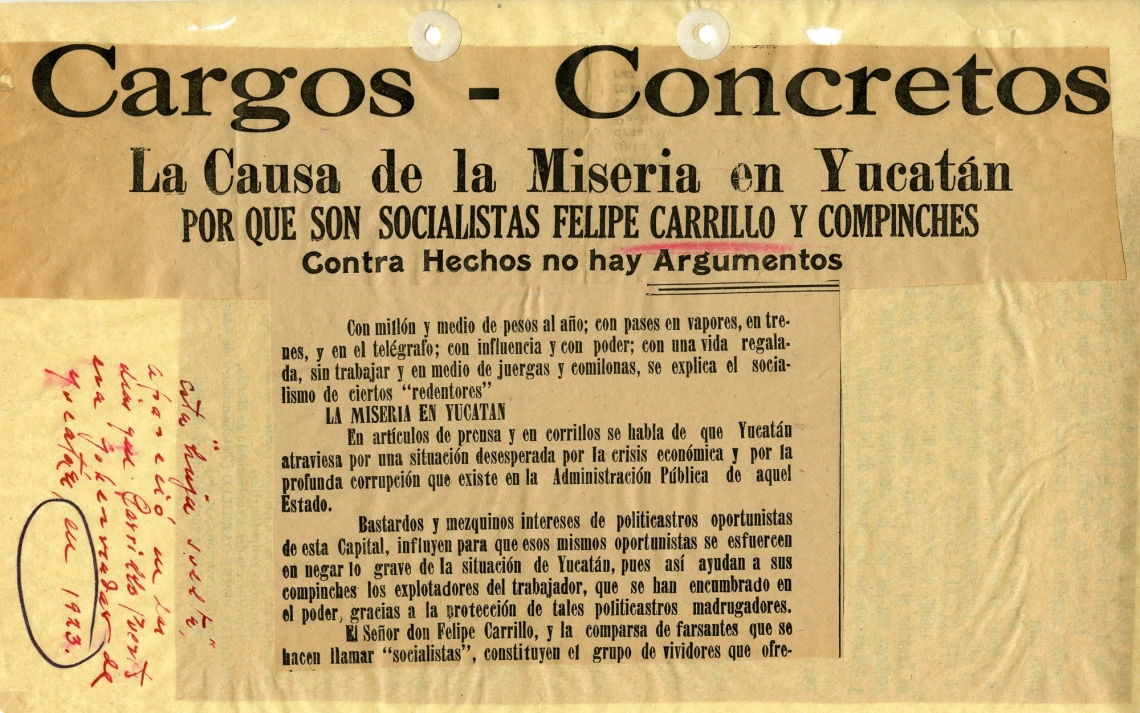 Cargos - Concretos
La Causa de la Miseria en Yucatán
POR QUE SON SOCIALISTAS FELIPE CARRILLO Y COMPINCHES
Contra Hechos no hay Argumentos
Con millón y medio de pesos al año; con pases en vapores, en tre-
nes, y en el telégrafo; con influencia y con poder; con una vida regala-
da, sin trabajar y en medio de juergas y comilonas, se explica el socia-
lismo de ciertos "redentores"
LA MISERIA EN YUCATAN
En artículos de prensa y en corrillos se habla de que Yucatán
atraviesa por una situación desesperada por la crisis económica y por la
profunda corrupción que existe en la Administración Pública de aquel
Estado.
Bastardos y mezquinos intereses de politicastros oportunistas
de esta Capital, influyen para que esos mismos oportunistas se esfuercen
en negar lo grave de la situación de Yucatán, pues así ayudan a sus
compinches los explotadores del trabajador, que se han encumbrado en
el poder, gracias a la protección de tales politicastros madrugadores.
El Señor don Felipe Carrillo, y la comparsa de farsantes que se
hacen llamar "socialistas", constituyen el grupo de vividores que ofre-
esta "hoja suelta"
apareció en los
días que Carrillo Puerto
era Gobernador de
Yucatán, en 1923.